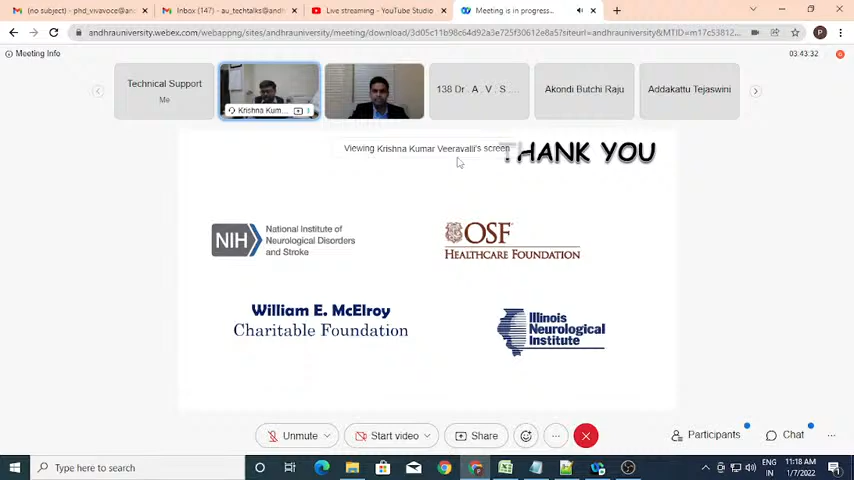 (no subject) - phd_vivavoce@an
Inbox (147) - au_techtalks@andh
Live streaming - YouTube Studio
Meeting is in progress...
andhrauniversity.webex.com/webappng/sites/andhrauniversity/meeting/download/3d05c11b98c64d92a3e725f30612e8a5?siteurl=andhrauniversity&MTID=m17c53812...
P
Meeting Info
03:43:32
Technical Support
Me
Krishna Kum...
138 Dr . A . V . S ....
Akondi Butchi Raju
Addakattu Tejaswini
Viewing Krishna Kumar Veeravalli's screen
THANK YOU
NIH
National Institute of
Neurological Disorders
and Stroke
OSF
HEALTHCARE FOUNDATION
William E. McElroy
Charitable Foundation
Illinois
Neurological
Institute
Unmute
Start video
Share
Participants
Chat
Type here to search
ENG
IN
11:18 AM
1/7/2022